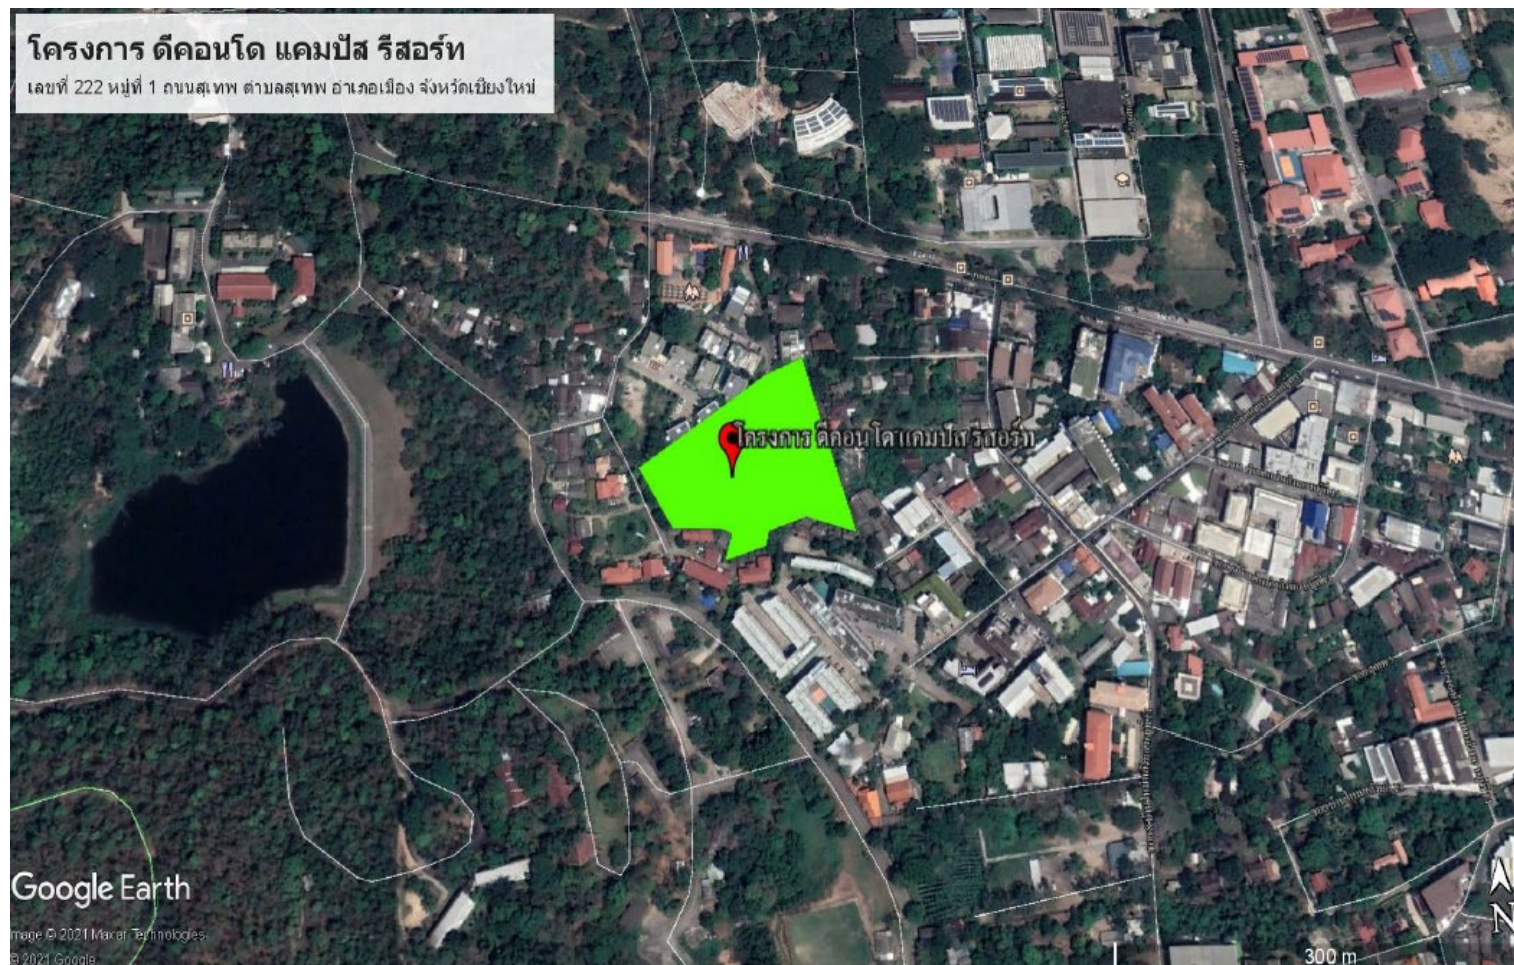 โครงการ ดีคอนโด แคมปัส รีสอร์ท
เลขที่ 222 หมู่ที่ 1 ถนนสุเทพ ตำบลสุเทพ อำเภอเมือง จังหวัดเชียงใหม่
โครงการ ดีคอนโด แคมปัส รีสอร์ท
Google Earth
Image © 2021 Maxar Technologies
© 2021 Google
N
300 m